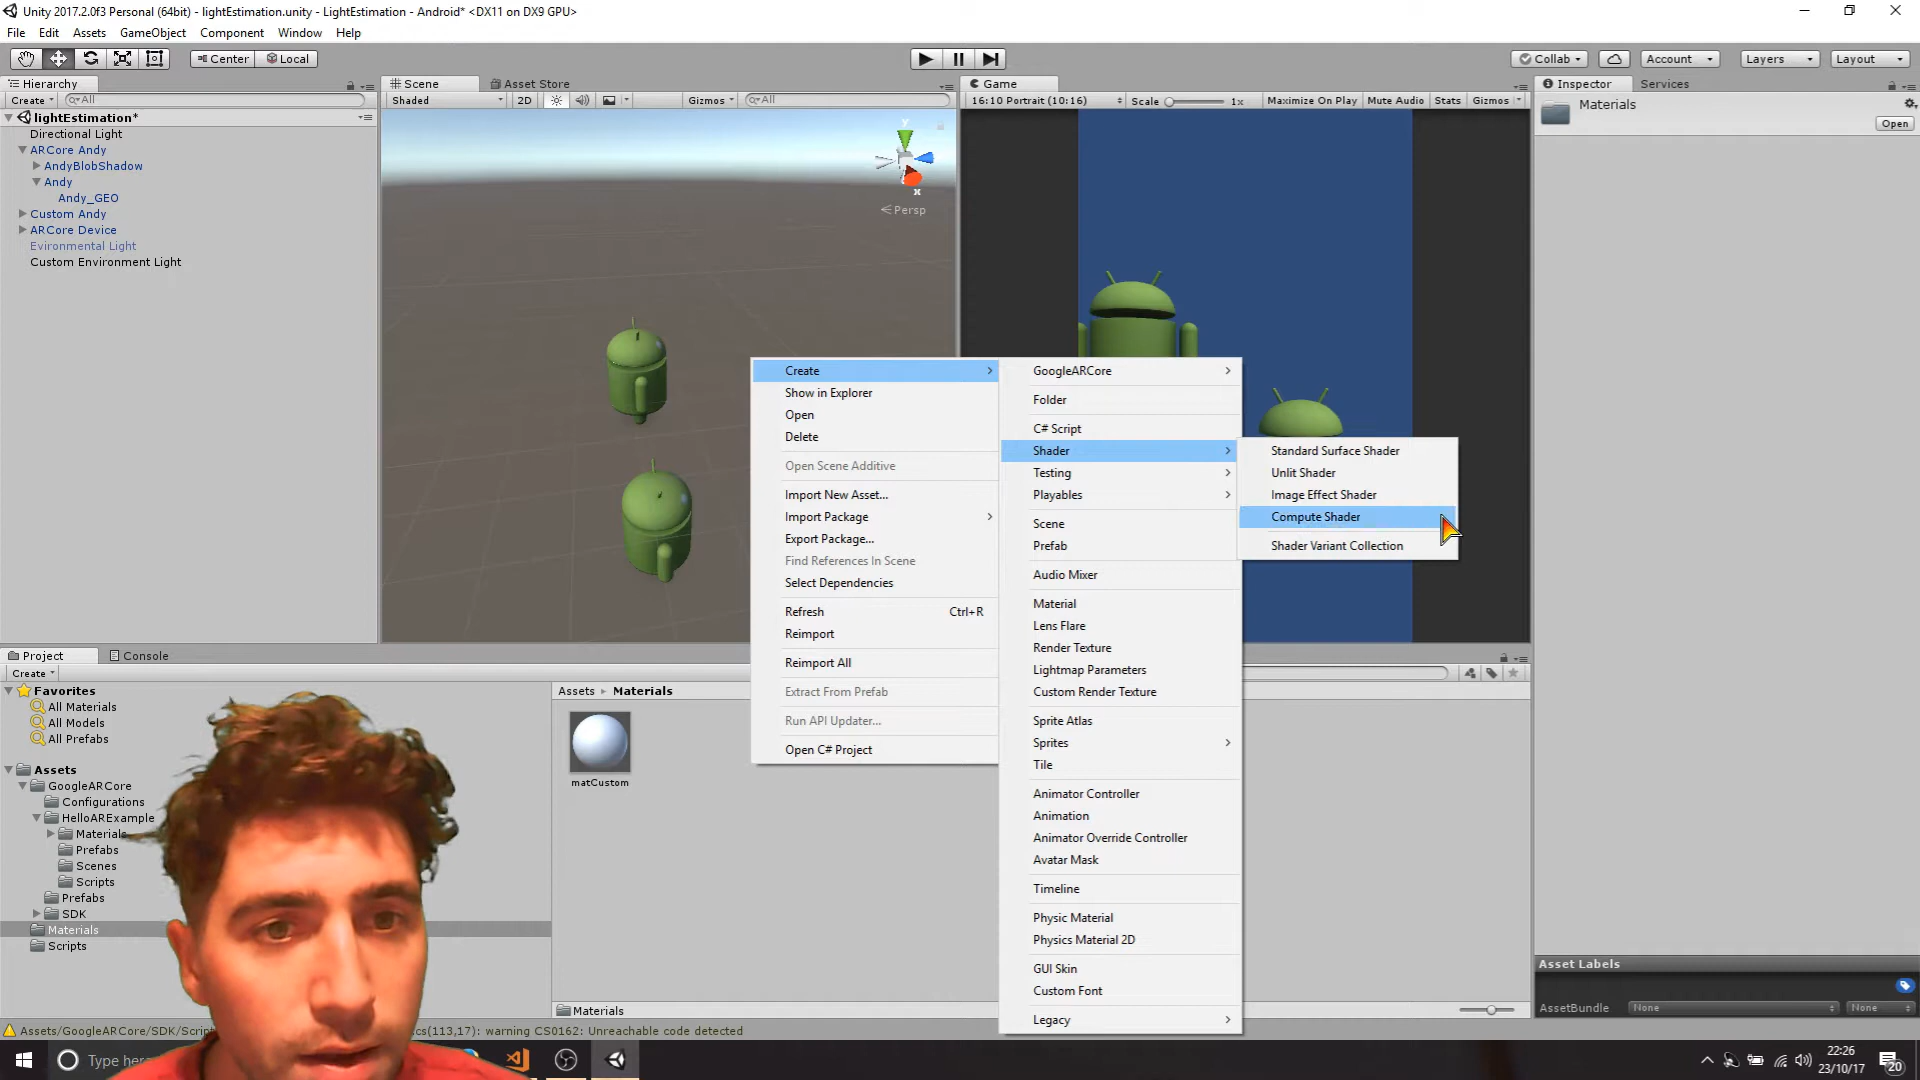 Unity 2017.2.0f3 Personal (64bit) - lightEstimation.unity - LightEstimation - Android* <DX11 on DX9 GPU>
File Edit Assets GameObject Component Window Help
Center Local Collab Account Layers Layout
Hierarchy
Create All
lightEstimation*
Directional Light
ARCore Andy
AndyBlobShadow
Andy
Andy_GEO
Custom Andy
ARCore Device
Evironmental Light
Custom Environment Light
Scene Asset Store
Shaded 2D Gizmos All
y
x
Persp
Game
16:10 Portrait (10:16) Scale 1x Maximize On Play Mute Audio Stats Gizmos
Inspector Services
Materials
Open
Create
Show in Explorer
Open
Delete
Open Scene Additive
Import New Asset...
Import Package
Export Package...
Find References In Scene
Select Dependencies
Refresh Ctrl+R
Reimport
Reimport All
Extract From Prefab
Run API Updater...
Open C# Project
GoogleARCore
Folder
C# Script
Shader
Testing
Playables
Scene
Prefab
Audio Mixer
Material
Lens Flare
Render Texture
Lightmap Parameters
Custom Render Texture
Sprite Atlas
Sprites
Tile
Animator Controller
Animation
Animator Override Controller
Avatar Mask
Timeline
Physic Material
Physics Material 2D
GUI Skin
Custom Font
Legacy
Standard Surface Shader
Unlit Shader
Image Effect Shader
Compute Shader
Shader Variant Collection
Project Console
Create
Favorites
All Materials
All Models
All Prefabs
Assets
GoogleARCore
Configurations
HelloARExample
Materials
Prefabs
Scenes
Scripts
Prefabs
SDK
Materials
Scripts
Assets Materials
matCustom
Materials
Asset Labels
AssetBundle None None
Assets/GoogleARCore/SDK/Script cs(113,17): warning CS0162: Unreachable code detected
Type her
22:26
23/10/17
20